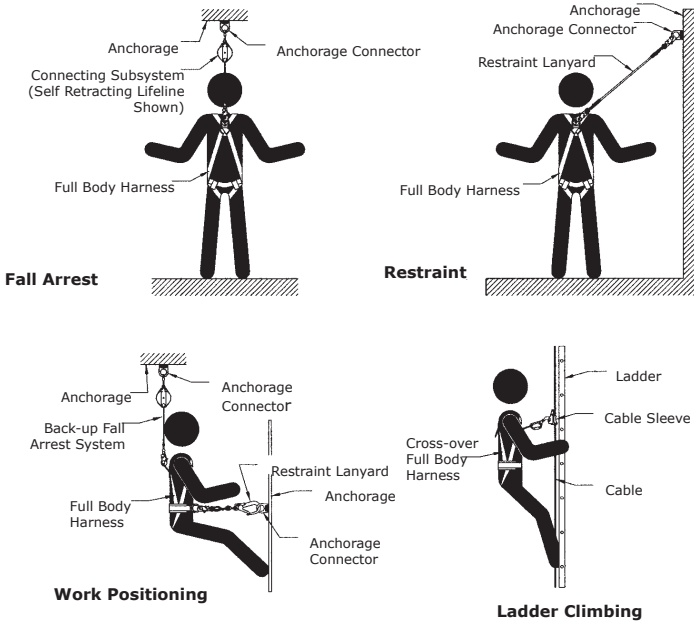 Anchorage
Anchorage Connector
Connecting Subsystem
(Self Retracting Lifeline
Shown)
Full Body Harness
Fall Arrest
Anchorage
Anchorage Connector
Restraint Lanyard
Full Body Harness
Restraint
Anchorage
Anchorage
Connector
Back-up Fall
Arrest System
Restraint Lanyard
Full Body
Harness
Anchorage
Anchorage
Connector
Work Positioning
Ladder
Cable Sleeve
Cross-over
Full Body
Harness
Cable
Ladder Climbing